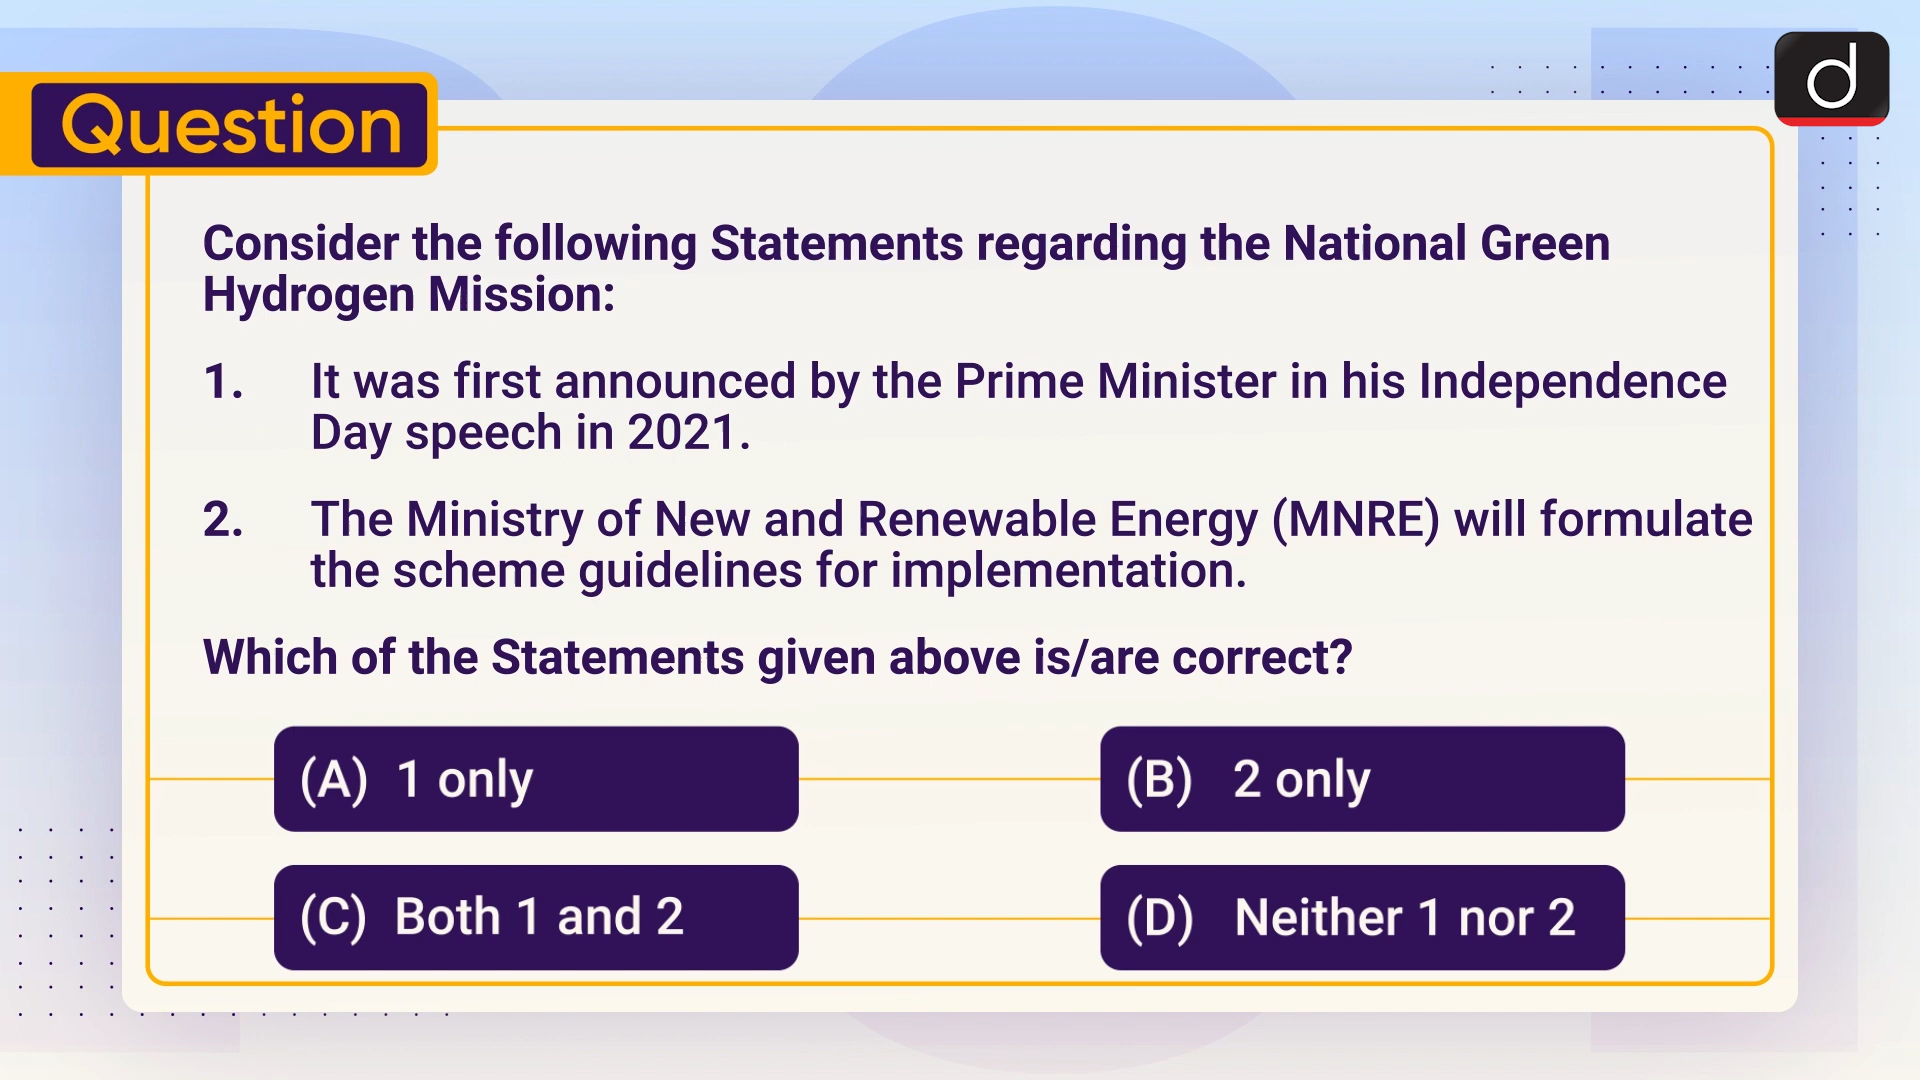 Question
Consider the following Statements regarding the National Green
Hydrogen Mission:
1. It was first announced by the Prime Minister in his Independence
Day speech in 2021.
2. The Ministry of New and Renewable Energy (MNRE) will formulate
the scheme guidelines for implementation.
Which of the Statements given above is/are correct?
(A) 1 only
(B) 2 only
(C) Both 1 and 2
(D) Neither 1 nor 2
d